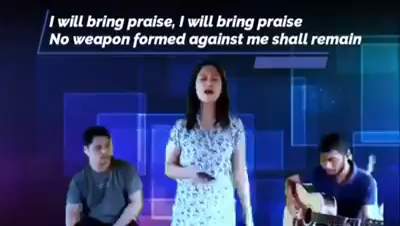 I will bring praise, I will bring praise
No weapon formed against me shall remain